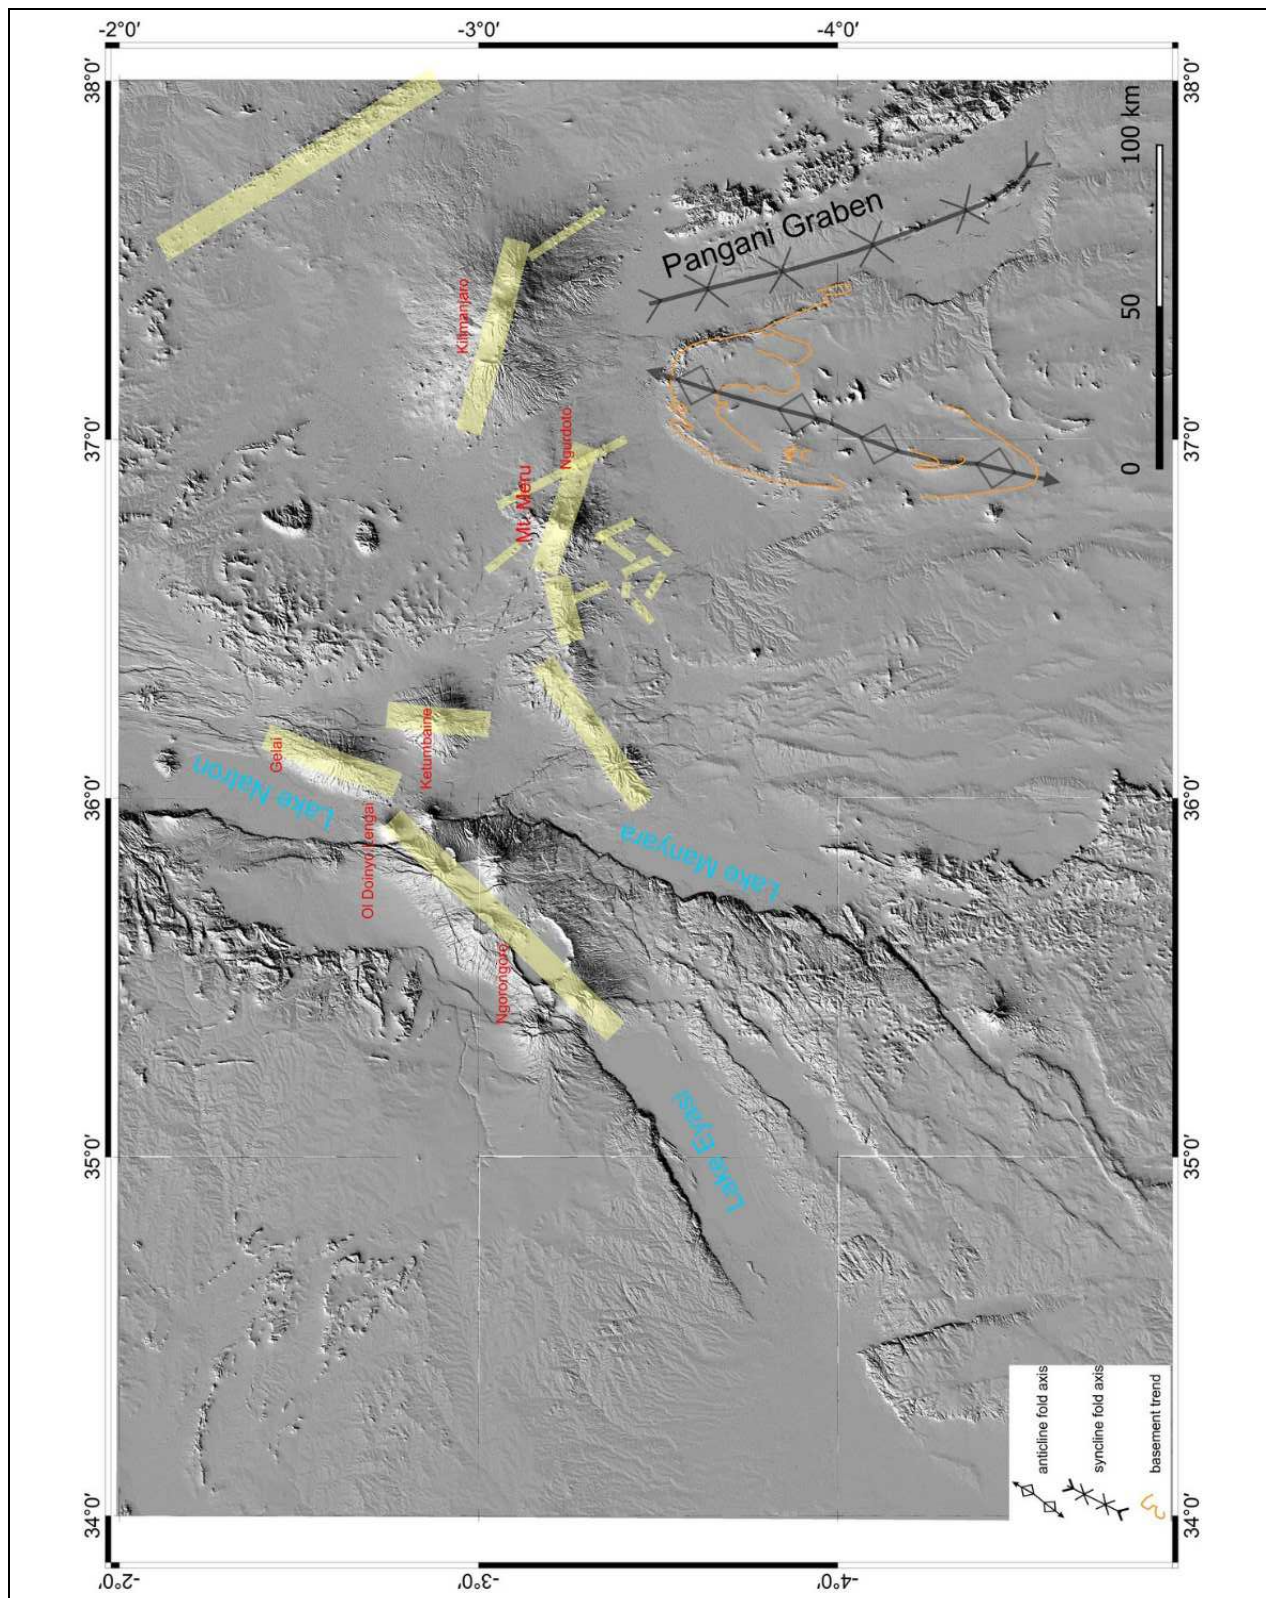 -2°0'
-3°0'
-4°0'
38°0'
38°0'
37°0'
37°0'
36°0'
36°0'
35°0'
35°0'
34°0'
34°0'
-2°0'
-3°0'
-4°0'
Kilimanjaro
Ngurdoto
Mt. Meru
Gelai
Ketumbaine
Ol Doinyo Lengai
Ngorongoro
Lake Natron
Lake Manyara
Lake Eyasi
Pangani Graben
0
50
100 km
anticline fold axis
syncline fold axis
basement trend